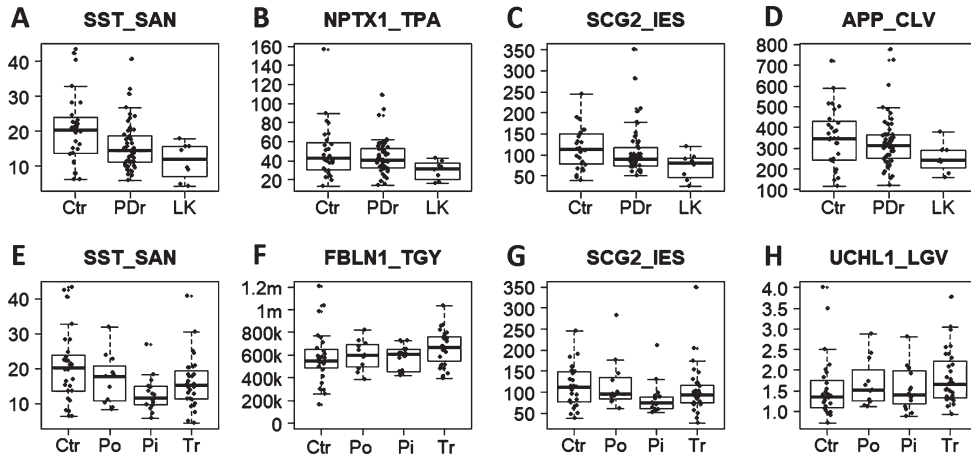 A SST_SAN
40
30
20
10
Ctr PDr LK
B NPTX1_TPA
160
140
120
100
80
60
40
20
Ctr PDr LK
C SCG2_IES
350
300
250
200
150
100
50
Ctr PDr LK
D APP_CLV
800
700
600
500
400
300
200
100
Ctr PDr LK
E SST_SAN
40
30
20
10
Ctr Po Pi Tr
F FBLN1_TGY
1.2m
1m
800k
600k
400k
200k
0
Ctr Po Pi Tr
G SCG2_IES
350
300
250
200
150
100
50
Ctr Po Pi Tr
H UCHL1_LGV
4.0
3.5
3.0
2.5
2.0
1.5
1.0
Ctr Po Pi Tr